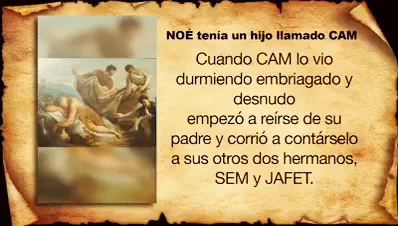 NOÉ tenía un hijo llamado CAM
Cuando CAM lo vio
durmiendo embriagado y
desnudo
empezó a reírse de su
padre y corrió a contárselo
a sus otros dos hermanos,
SEM y JAFET.